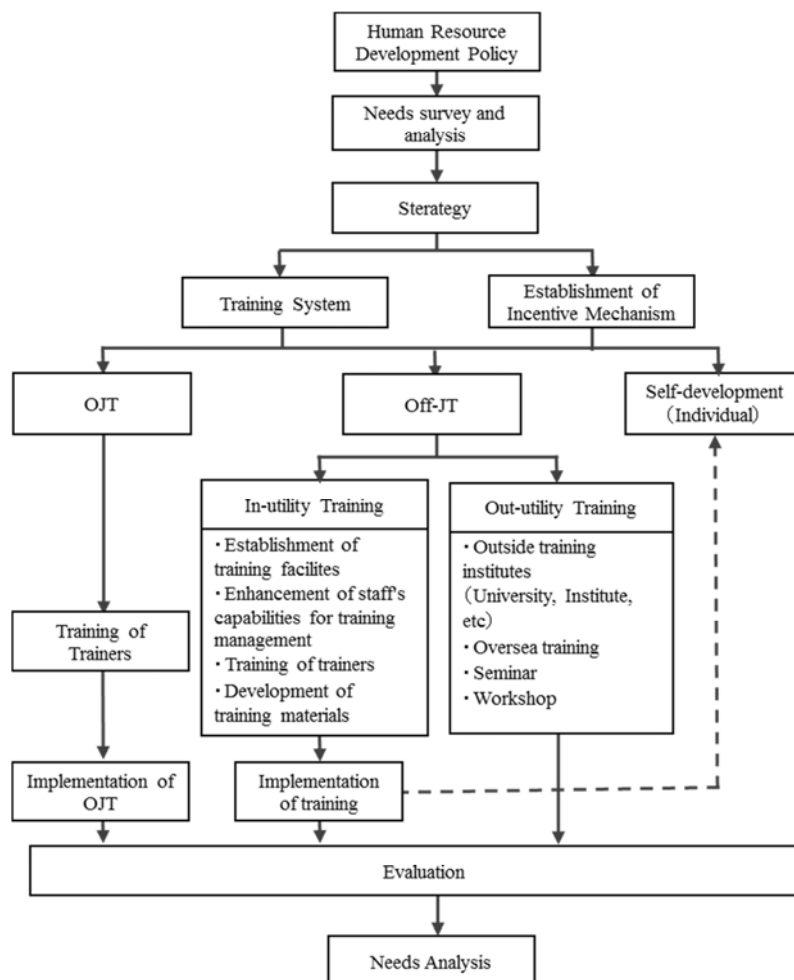 Human Resource
Development Policy
Needs survey and
analysis
Sterategy
Training System
Establishment of
Incentive Mechanism
OJT
Off-JT
Self-development
(Individual)
In-utility Training
・Establishment of
training facilites
・Enhancement of staff's
capabilities for training
management
・Training of trainers
・Development of
training materials
Out-utility Training
・Outside training
institutes
(University, Institute,
etc)
・Oversea training
・Seminar
・Workshop
Training of
Trainers
Implementation of
OJT
Implementation
of training
Evaluation
Needs Analysis